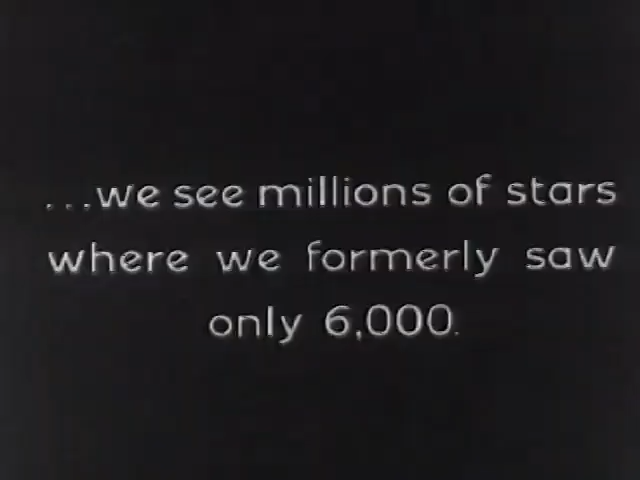 ...we see millions of stars
where we formerly saw
only 6,000.